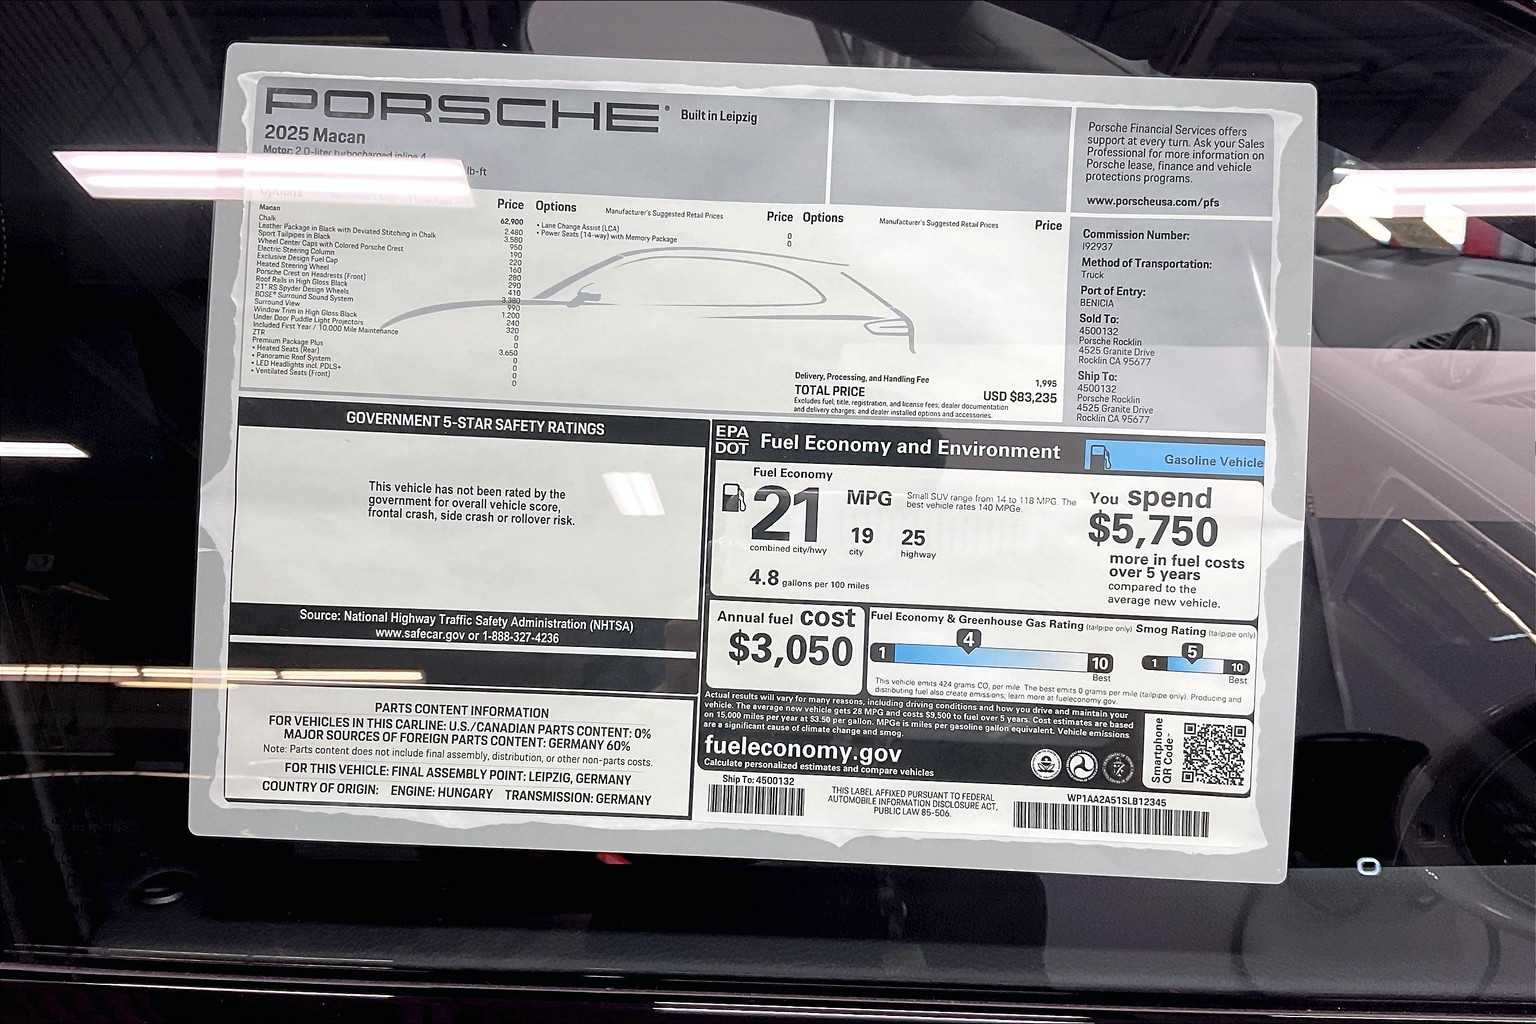 PORSCHE
Built in Leipzig
2025 Macan
Motor: 2.0-liter turbocharged inline 4
lb-ft
Options
Price
Macan
62,900
Chalk
2,480
Leather Package in Black with Deviated Stitching in Chalk
3,580
Sport Tailpipes in Black
950
Wheel Center Caps with Colored Porsche Crest
190
Electric Steering Column
220
Exclusive Design Fuel Cap
160
Heated Steering Wheel
280
Porsche Crest on Headrests (Front)
290
Roof Rails in High Gloss Black
410
21" RS Spyder Design Wheels
3,380
BOSE® Surround Sound System
990
Surround View
1,200
Window Trim in High Gloss Black
240
Under Door Puddle Light Projectors
320
Included First Year / 10,000 Mile Maintenance
0
ZTR
0
Premium Package Plus
3,650
• Heated Seats (Rear)
0
• Panoramic Roof System
0
• LED Headlights incl. PDLS+
0
• Ventilated Seats (Front)
0
Options
Manufacturer's Suggested Retail Prices
Price
• Lane Change Assist (LCA)
0
• Power Seats (14-way) with Memory Package
0
Options
Manufacturer's Suggested Retail Prices
Price
Delivery, Processing, and Handling Fee
1,995
TOTAL PRICE
USD $83,235
Excludes fuel, title, registration, and license fees, dealer documentation
and delivery charges, and dealer installed options and accessories.
Porsche Financial Services offers
support at every turn. Ask your Sales
Professional for more information on
Porsche lease, finance and vehicle
protections programs.
www.porscheusa.com/pfs
Commission Number:
I92937
Method of Transportation:
Truck
Port of Entry:
BENICIA
Sold To:
4500132
Porsche Rocklin
4525 Granite Drive
Rocklin CA 95677
Ship To:
4500132
Porsche Rocklin
4525 Granite Drive
Rocklin CA 95677
GOVERNMENT 5-STAR SAFETY RATINGS
This vehicle has not been rated by the
government for overall vehicle score,
frontal crash, side crash or rollover risk.
Source: National Highway Traffic Safety Administration (NHTSA)
www.safecar.gov or 1-888-327-4236
PARTS CONTENT INFORMATION
FOR VEHICLES IN THIS CARLINE: U.S./CANADIAN PARTS CONTENT: 0%
MAJOR SOURCES OF FOREIGN PARTS CONTENT: GERMANY 60%
Note: Parts content does not include final assembly, distribution, or other non-parts costs.
FOR THIS VEHICLE: FINAL ASSEMBLY POINT: LEIPZIG, GERMANY
COUNTRY OF ORIGIN: ENGINE: HUNGARY TRANSMISSION: GERMANY
EPA
DOT
Fuel Economy and Environment
Gasoline Vehicle
Fuel Economy
21
MPG
Small SUV range from 14 to 118 MPG. The
best vehicle rates 140 MPGe.
combined city/hwy
19
city
25
highway
4.8 gallons per 100 miles
You spend
$5,750
more in fuel costs
over 5 years
compared to the
average new vehicle.
Annual fuel cost
$3,050
Fuel Economy & Greenhouse Gas Rating (tailpipe only)
1
4
10
Best
Smog Rating (tailpipe only)
1
5
10
Best
This vehicle emits 424 grams CO2 per mile. The best emits 0 grams per mile (tailpipe only). Producing and
distributing fuel also create emissions; learn more at fueleconomy.gov.
Actual results will vary for many reasons, including driving conditions and how you drive and maintain your
vehicle. The average new vehicle gets 28 MPG and costs $9,500 to fuel over 5 years. Cost estimates are based
on 15,000 miles per year at $3.50 per gallon. MPGe is miles per gasoline gallon equivalent. Vehicle emissions
are a significant cause of climate change and smog.
fueleconomy.gov
Calculate personalized estimates and compare vehicles
Smartphone
QR Code™
Ship To: 4500132
THIS LABEL AFFIXED PURSUANT TO FEDERAL
AUTOMOBILE INFORMATION DISCLOSURE ACT,
PUBLIC LAW 85-506.
WP1AA2A51SLB12345